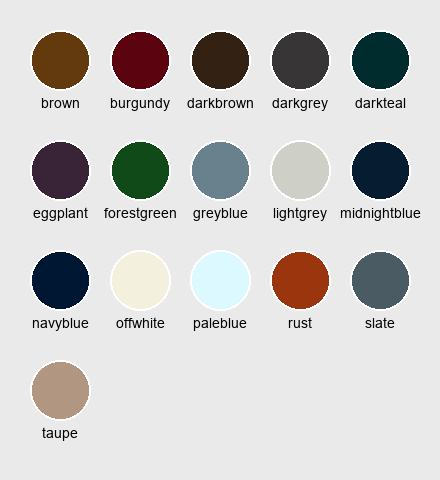 brown burgundy darkbrown darkgrey darkteal
eggplant forestgreen greyblue lightgrey midnightblue
navyblue offwhite paleblue rust slate
taupe